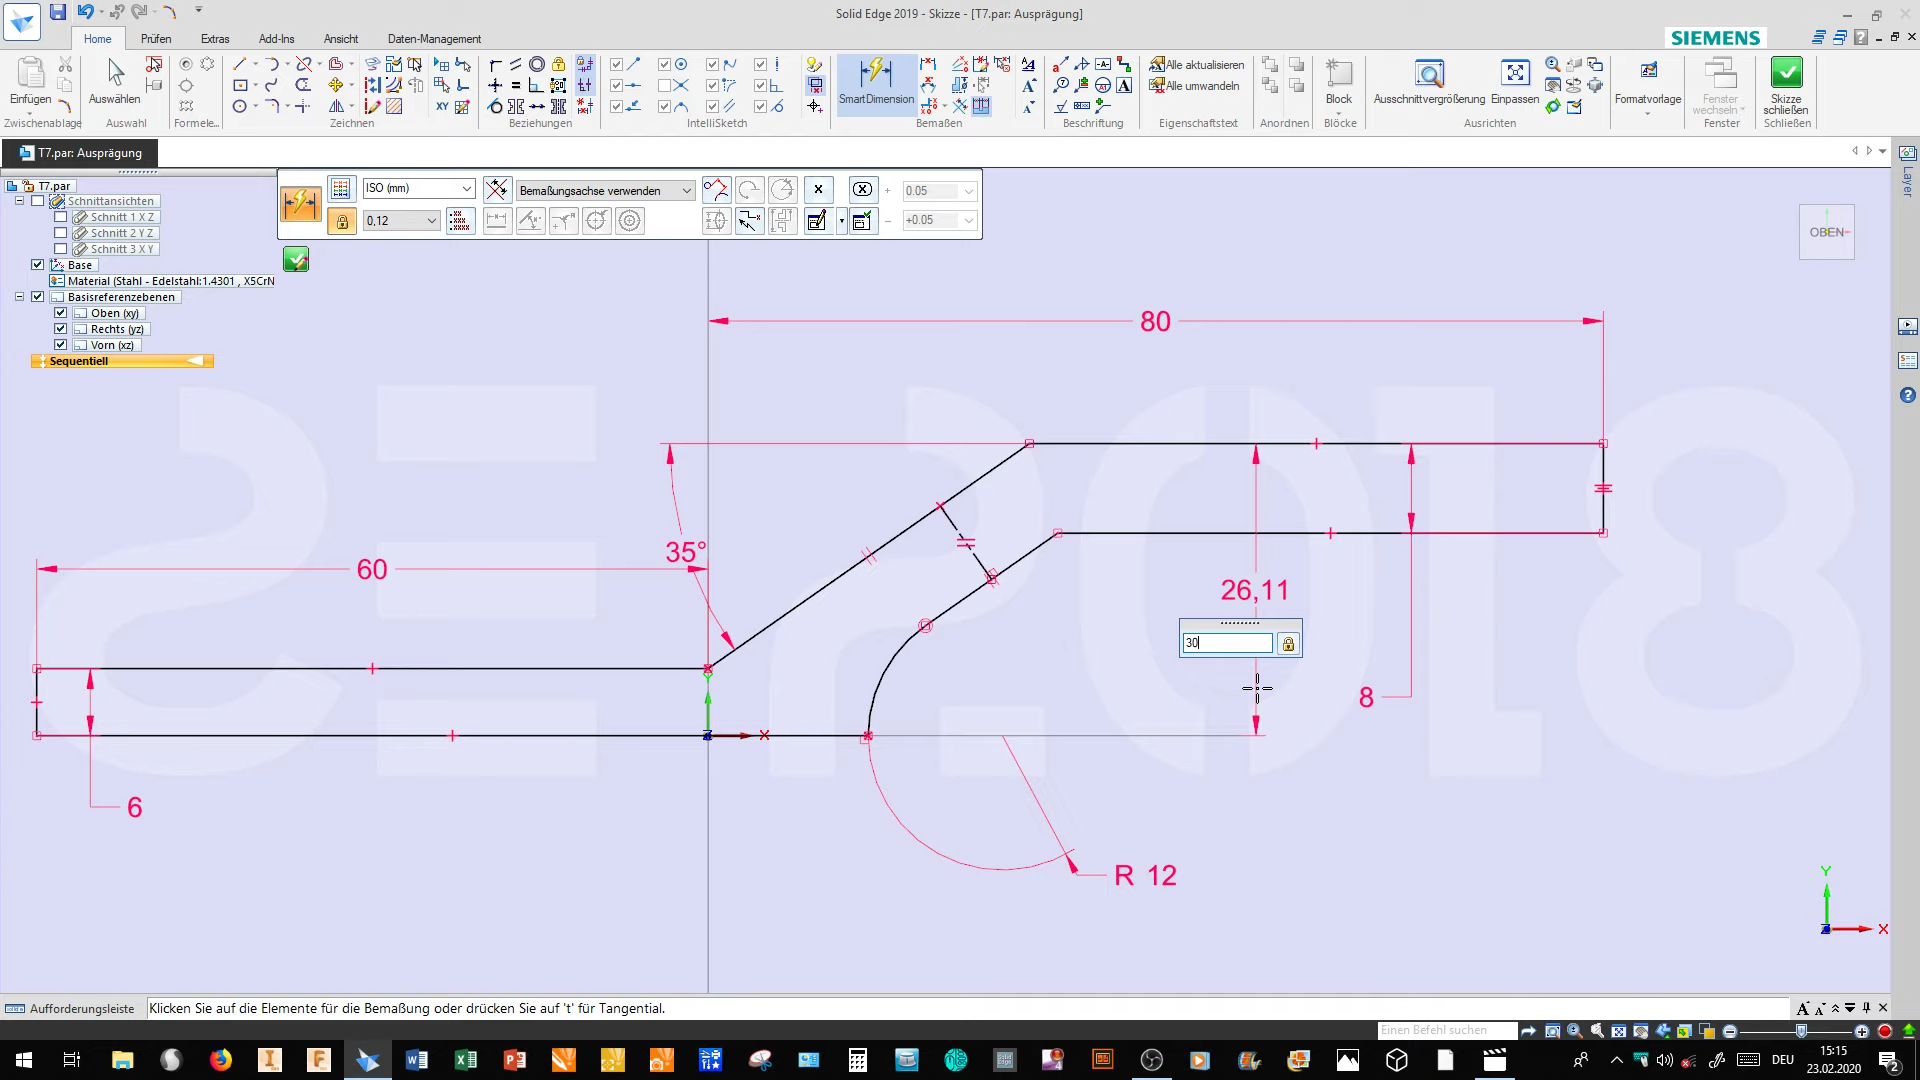 Solid Edge 2019 - Skizze - [T7.par: Ausprägung]
Home
Prüfen
Extras
Add-Ins
Ansicht
Daten-Management
SIEMENS
Einfügen
Auswählen
SmartDimension
Alle aktualisieren
Alle umwandeln
Block
Ausschnittvergrößerung
Einpassen
Formatvorlage
Fenster wechseln
Skizze schließen
Zwischenablage
Auswahl
Formele...
Zeichnen
Beziehungen
IntelliSketch
Bemaßen
Beschriftung
Eigenschaftstext
Anordnen
Blöcke
Ausrichten
Fenster
Schließen
T7.par: Ausprägung
Layer
T7.par
Schnittansichten
Schnitt 1 X Z
Schnitt 2 Y Z
Schnitt 3 X Y
Base
Material (Stahl - Edelstahl:1.4301 , X5CrN
Basisreferenzebenen
Oben (xy)
Rechts (yz)
Vorn (xz)
Sequentiell
ISO (mm)
Bemaßungsachse verwenden
0.05
0,12
+0.05
OBEN
80
35°
60
26,11
30
8
6
R 12
X
Y
X
SE 2018
Aufforderungsleiste
Klicken Sie auf die Elemente für die Bemaßung oder drücken Sie auf 't' für Tangential.
Einen Befehl suchen
DEU
15:15
23.02.2020
2